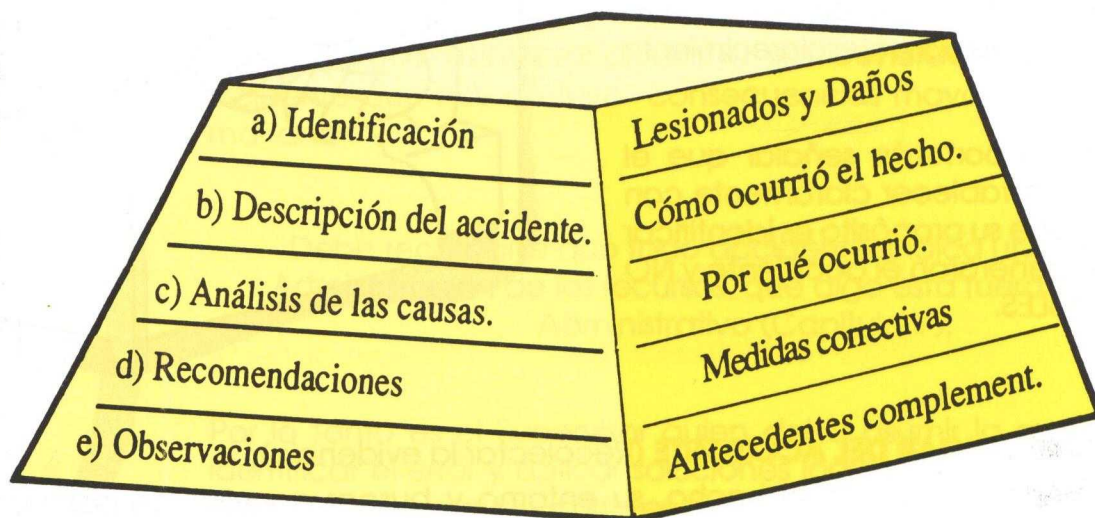 a) Identificación
Lesionados y Daños
b) Descripción del accidente.
Cómo ocurrió el hecho.
c) Análisis de las causas.
Por qué ocurrió.
d) Recomendaciones
Medidas correctivas
e) Observaciones
Antecedentes complement.